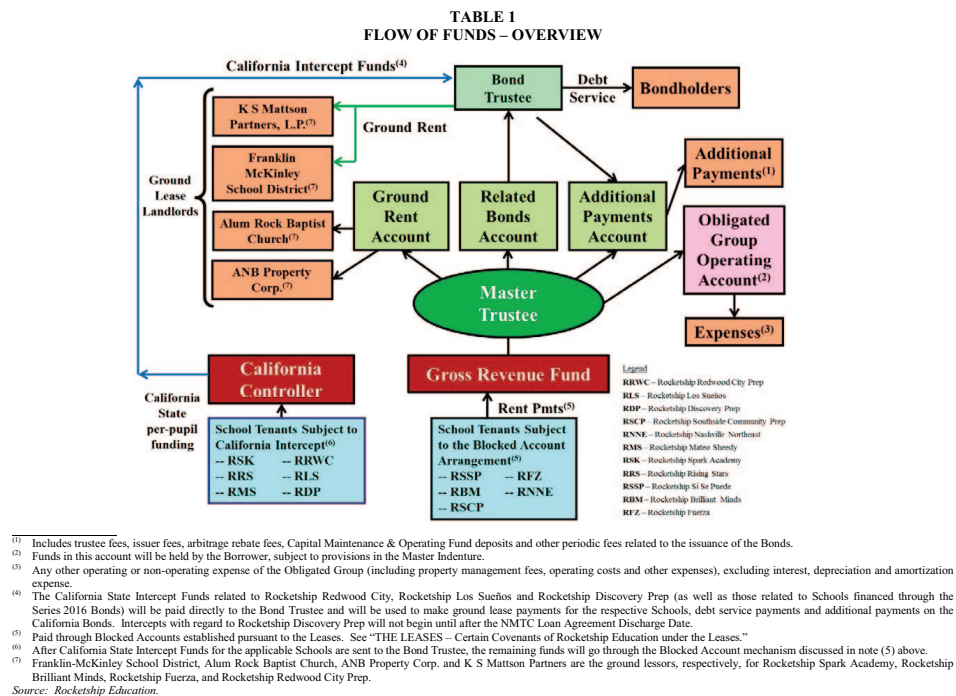 TABLE 1
FLOW OF FUNDS – OVERVIEW
California Intercept Funds(4)
Bond
Trustee
Debt
Service
Bondholders
K S Mattson
Partners, L.P.(7)
Ground Rent
Franklin
McKinley
School District(7)
Ground
Lease
Landlords
Alum Rock Baptist
Church(7)
ANB Property
Corp.(7)
Ground
Rent
Account
Related
Bonds
Account
Additional
Payments
Account
Additional
Payments(1)
Obligated
Group
Operating
Account(2)
Master
Trustee
Expenses(3)
California
Controller
Gross Revenue Fund
California
State
per-pupil
funding
Rent Pmts(5)
School Tenants Subject to
California Intercept(6)
-- RSK -- RRWC
-- RRS -- RLS
-- RMS -- RDP
School Tenants Subject
to the Blocked Account
Arrangement(5)
-- RSSP -- RFZ
-- RBM -- RNNE
-- RSCP
Legend
RRWC – Rocketship Redwood City Prep
RLS – Rocketship Los Sueños
RDP – Rocketship Discovery Prep
RSCP – Rocketship Southside Community Prep
RNNE – Rocketship Nashville Northeast
RMS – Rocketship Mateo Sheedy
RSK – Rocketship Spark Academy
RRS – Rocketship Rising Stars
RSSP – Rocketship Sí Se Puede
RBM – Rocketship Brilliant Minds
RFZ – Rocketship Fuerza
(1) Includes trustee fees, issuer fees, arbitrage rebate fees, Capital Maintenance & Operating Fund deposits and other periodic fees related to the issuance of the Bonds.
(2) Funds in this account will be held by the Borrower, subject to provisions in the Master Indenture.
(3) Any other operating or non-operating expense of the Obligated Group (including property management fees, operating costs and other expenses), excluding interest, depreciation and amortization
expense.
(4) The California State Intercept Funds related to Rocketship Redwood City, Rocketship Los Sueños and Rocketship Discovery Prep (as well as those related to Schools financed through the
Series 2016 Bonds) will be paid directly to the Bond Trustee and will be used to make ground lease payments for the respective Schools, debt service payments and additional payments on the
California Bonds. Intercepts with regard to Rocketship Discovery Prep will not begin until after the NMTC Loan Agreement Discharge Date.
(5) Paid through Blocked Accounts established pursuant to the Leases. See “THE LEASES – Certain Covenants of Rocketship Education under the Leases.”
(6) After California State Intercept Funds for the applicable Schools are sent to the Bond Trustee, the remaining funds will go through the Blocked Account mechanism discussed in note (5) above.
(7) Franklin-McKinley School District, Alum Rock Baptist Church, ANB Property Corp. and K S Mattson Partners are the ground lessors, respectively, for Rocketship Spark Academy, Rocketship
Brilliant Minds, Rocketship Fuerza, and Rocketship Redwood City Prep.
Source: Rocketship Education.